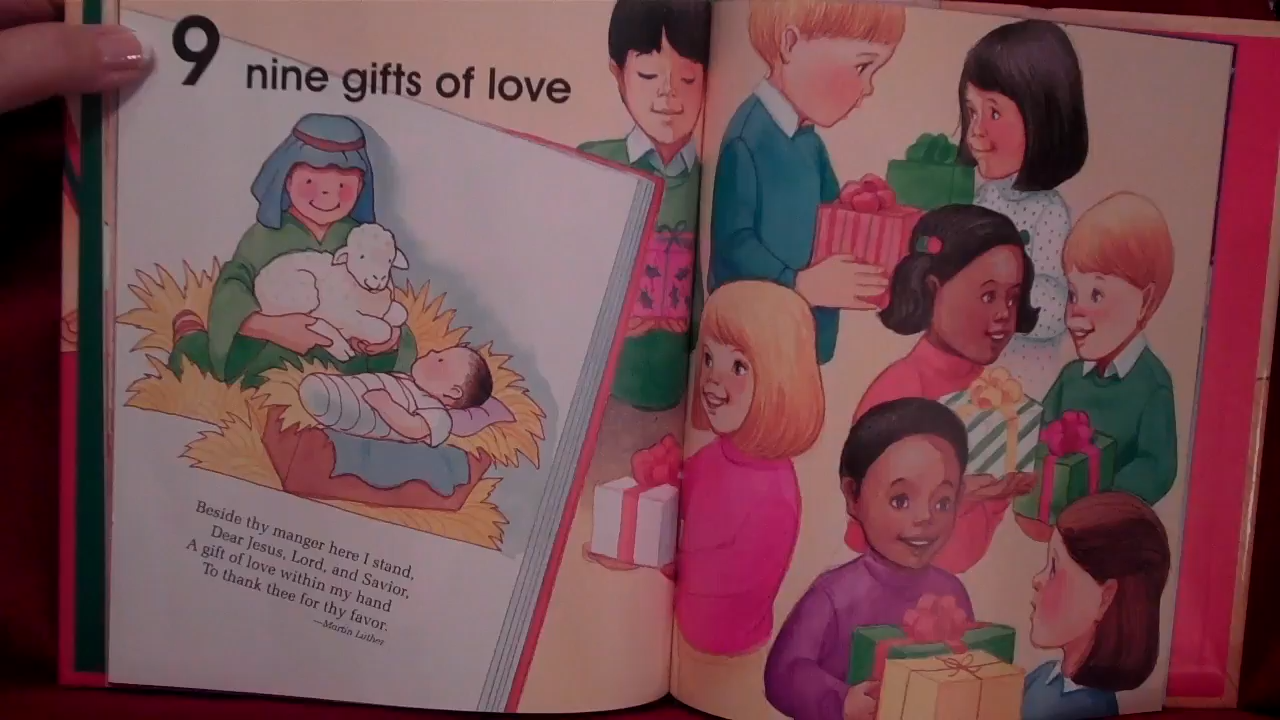 9 nine gifts of love
Beside thy manger here I stand,
Dear Jesus, Lord, and Savior,
A gift of love within my hand
To thank thee for thy favor.
—Martin Luther